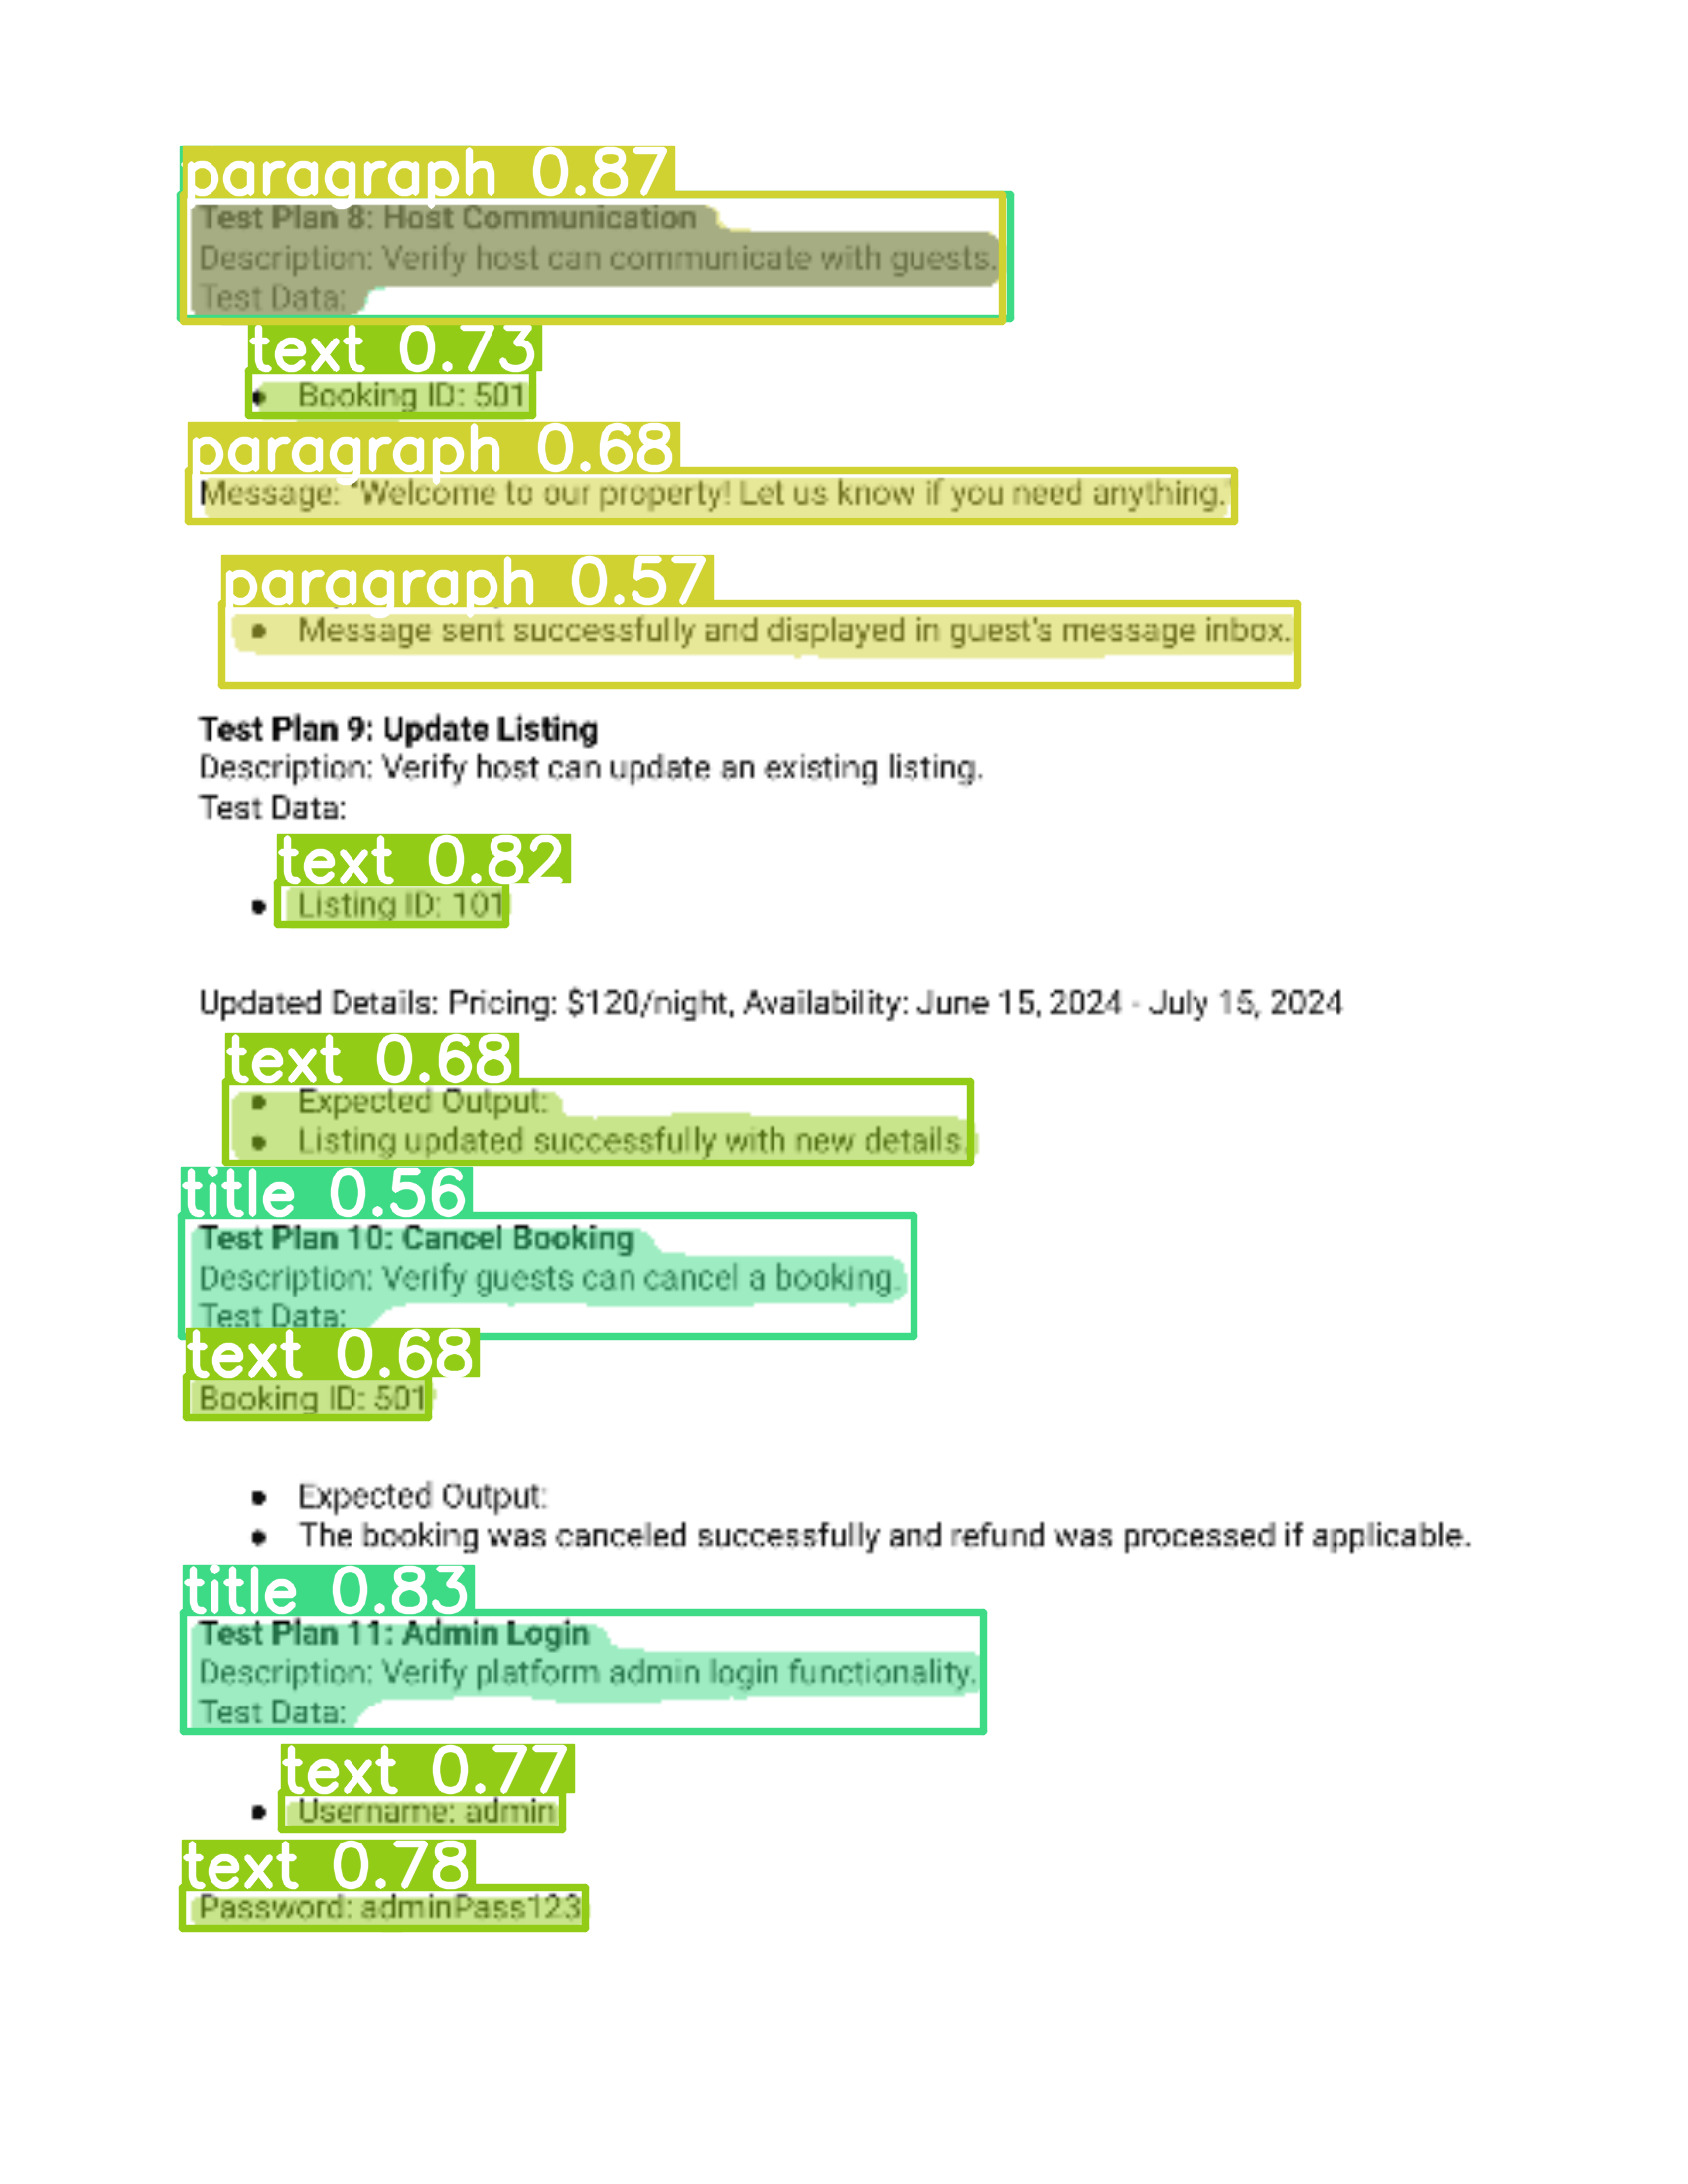 paragraph 0.87
Test Plan 8: Host Communication
Description: Verify host can communicate with guests.
Test Data:
text 0.73
● Booking ID: 501
paragraph 0.68
Message: "Welcome to our property! Let us know if you need anything."
paragraph 0.57
● Message sent successfully and displayed in guest's message inbox.
Test Plan 9: Update Listing
Description: Verify host can update an existing listing.
Test Data:
text 0.82
● Listing ID: 101
Updated Details: Pricing: $120/night, Availability: June 15, 2024 - July 15, 2024
text 0.68
● Expected Output:
● Listing updated successfully with new details.
title 0.56
Test Plan 10: Cancel Booking
Description: Verify guests can cancel a booking.
Test Data:
text 0.68
Booking ID: 501
● Expected Output:
● The booking was canceled successfully and refund was processed if applicable.
title 0.83
Test Plan 11: Admin Login
Description: Verify platform admin login functionality.
Test Data:
text 0.77
● Username: admin
text 0.78
Password: adminPass123